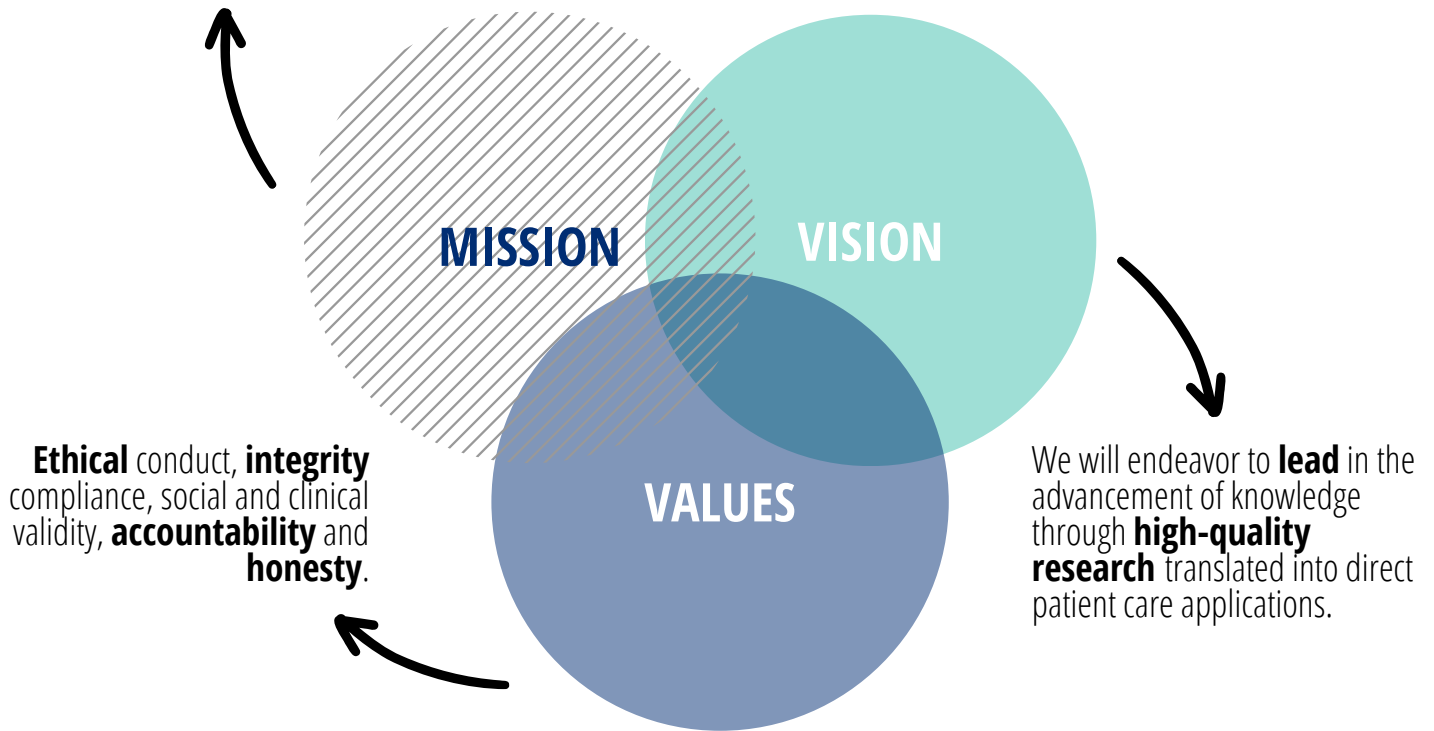 MISSION
VISION
VALUES
Ethical conduct, integrity
compliance, social and clinical
validity, accountability and
honesty.
We will endeavor to lead in the
advancement of knowledge
through high-quality
research translated into direct
patient care applications.